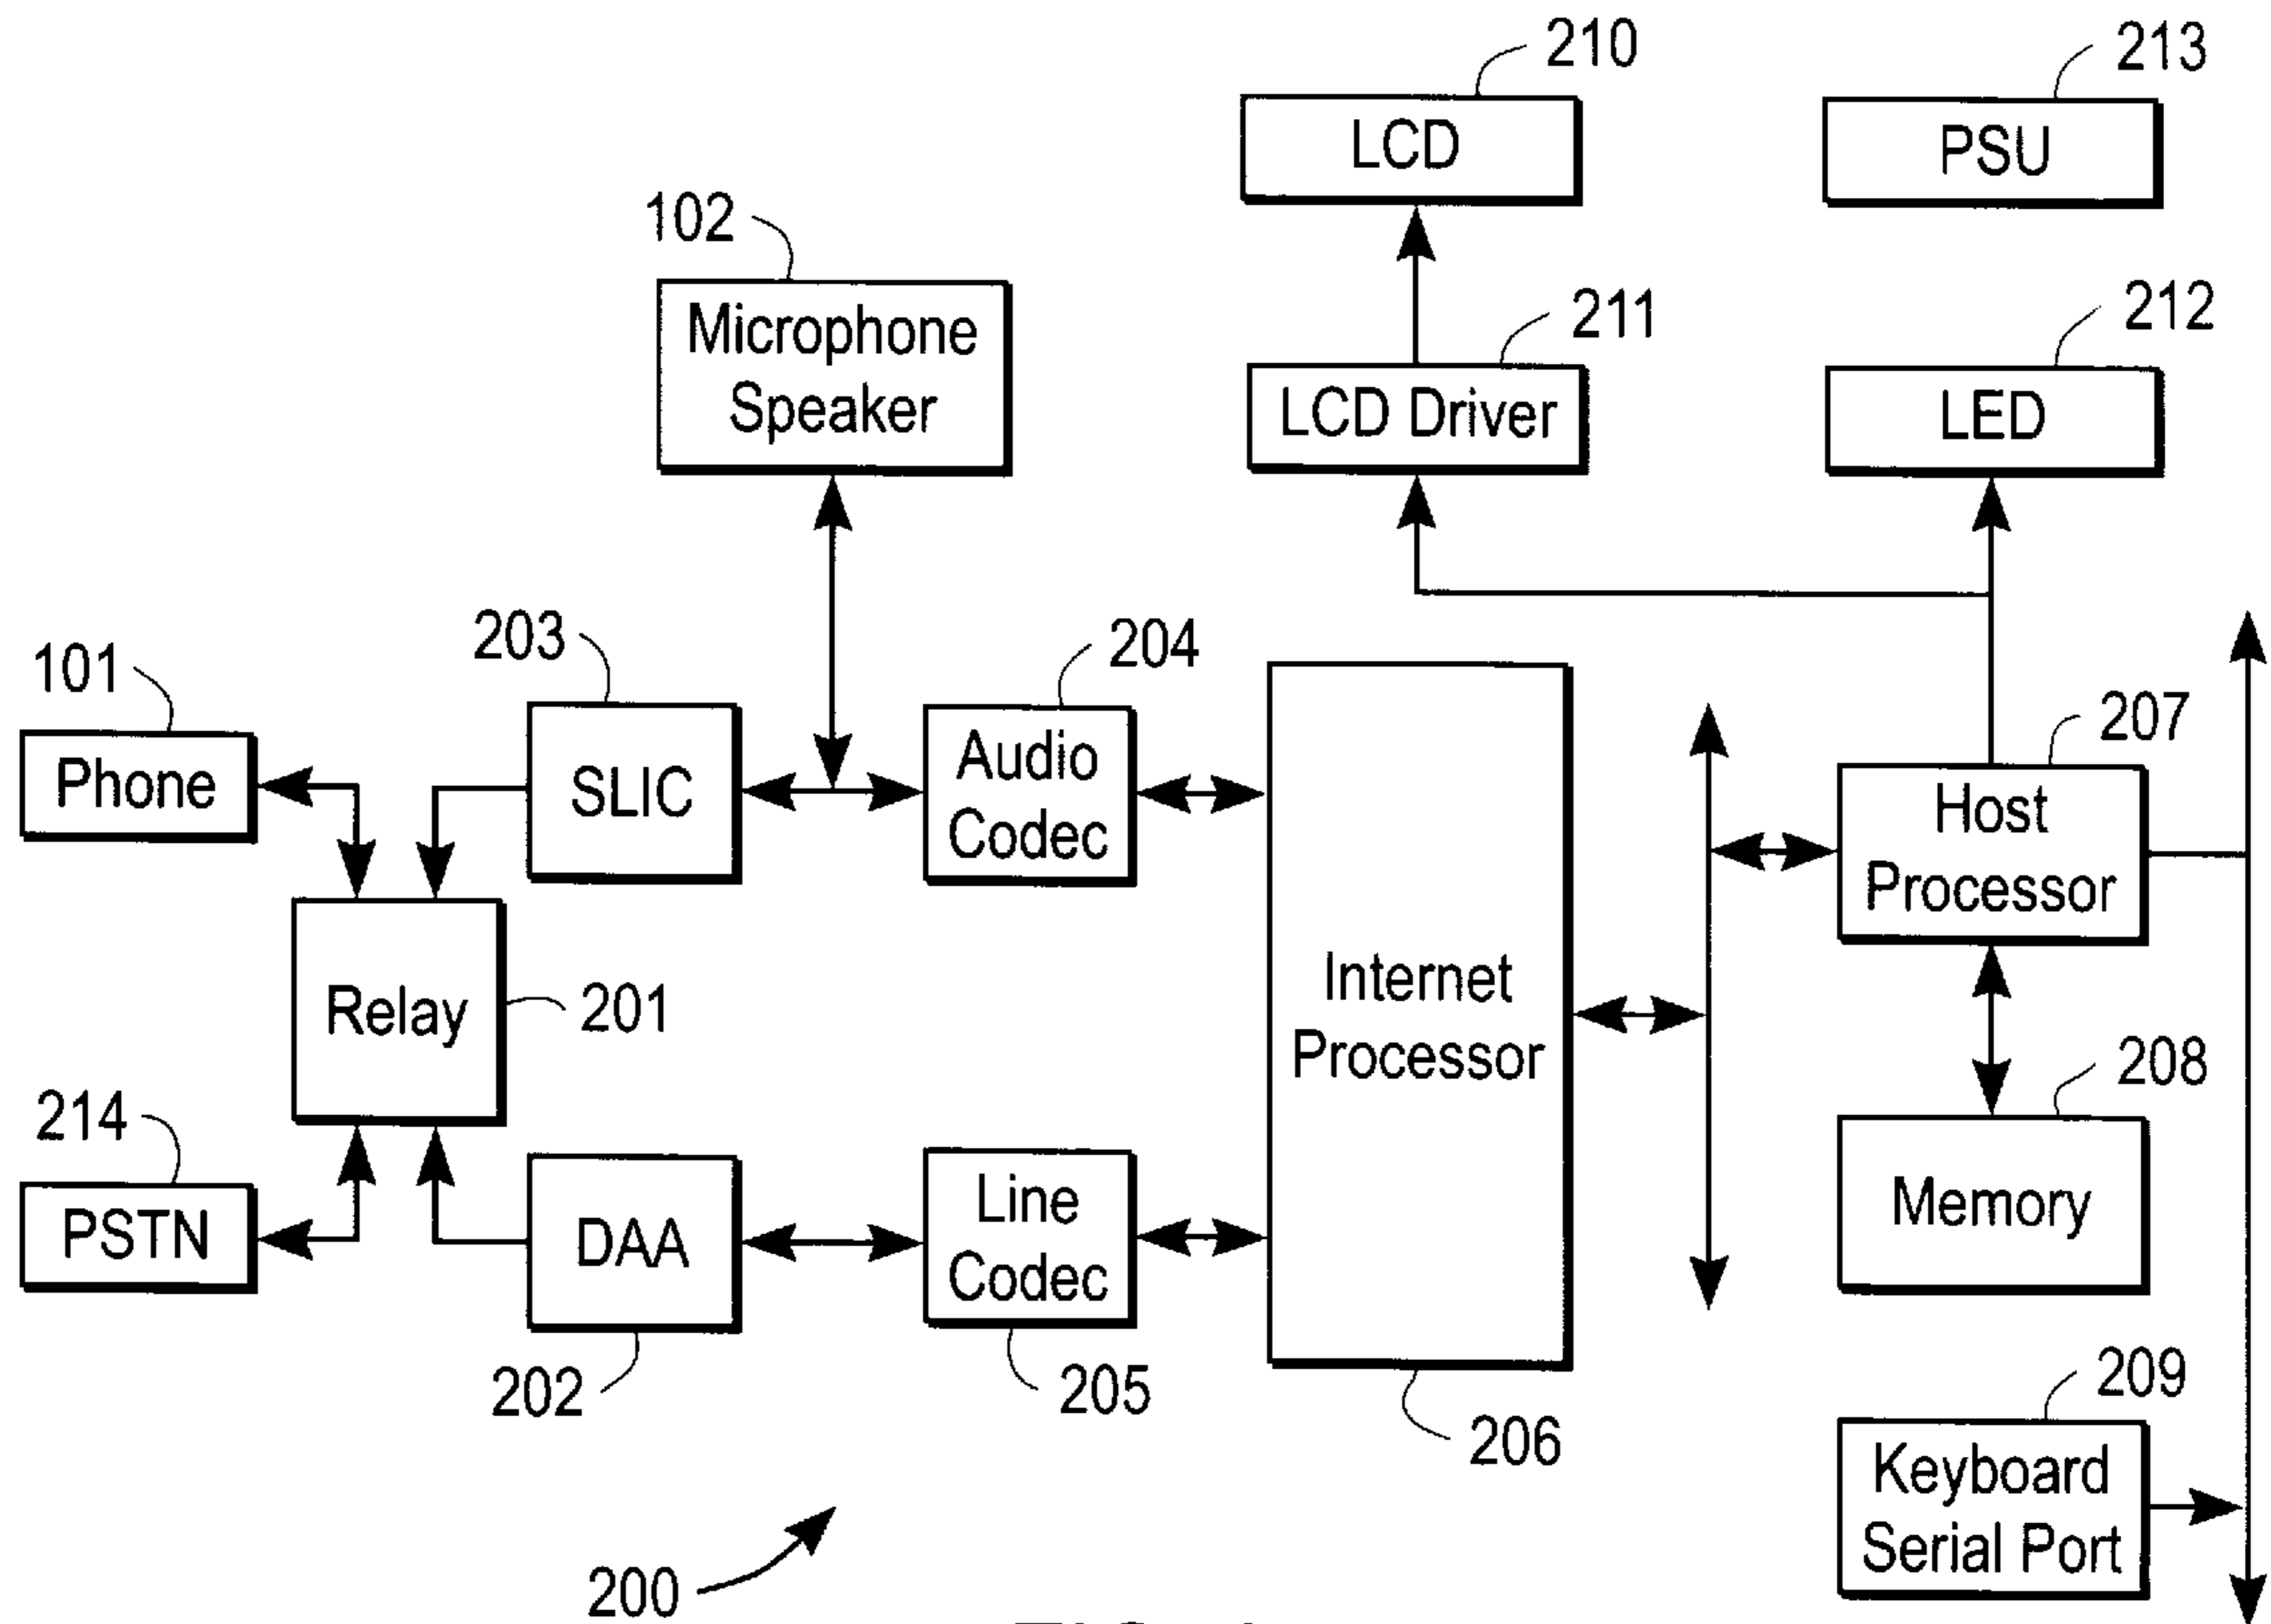 210
213
LCD
PSU
102
Microphone
Speaker
211
212
LCD Driver
LED
203
204
101
207
Phone
SLIC
Audio
Codec
Host
Processor
Relay
201
Internet
Processor
208
214
Memory
PSTN
DAA
Line
Codec
202
205
209
206
Keyboard
Serial Port
200